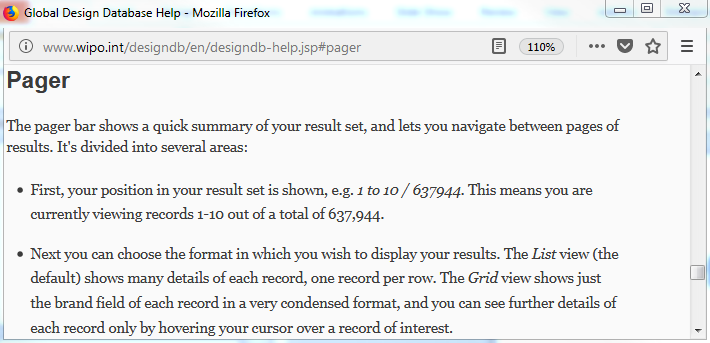 Global Design Database Help - Mozilla Firefox
www.wipo.int/designdb/en/designdb-help.jsp#pager
110%
Pager
The pager bar shows a quick summary of your result set, and lets you navigate between pages of
results. It's divided into several areas:
First, your position in your result set is shown, e.g. 1 to 10 / 637944. This means you are
currently viewing records 1-10 out of a total of 637,944.
Next you can choose the format in which you wish to display your results. The List view (the
default) shows many details of each record, one record per row. The Grid view shows just
the brand field of each record in a very condensed format, and you can see further details of
each record only by hovering your cursor over a record of interest.